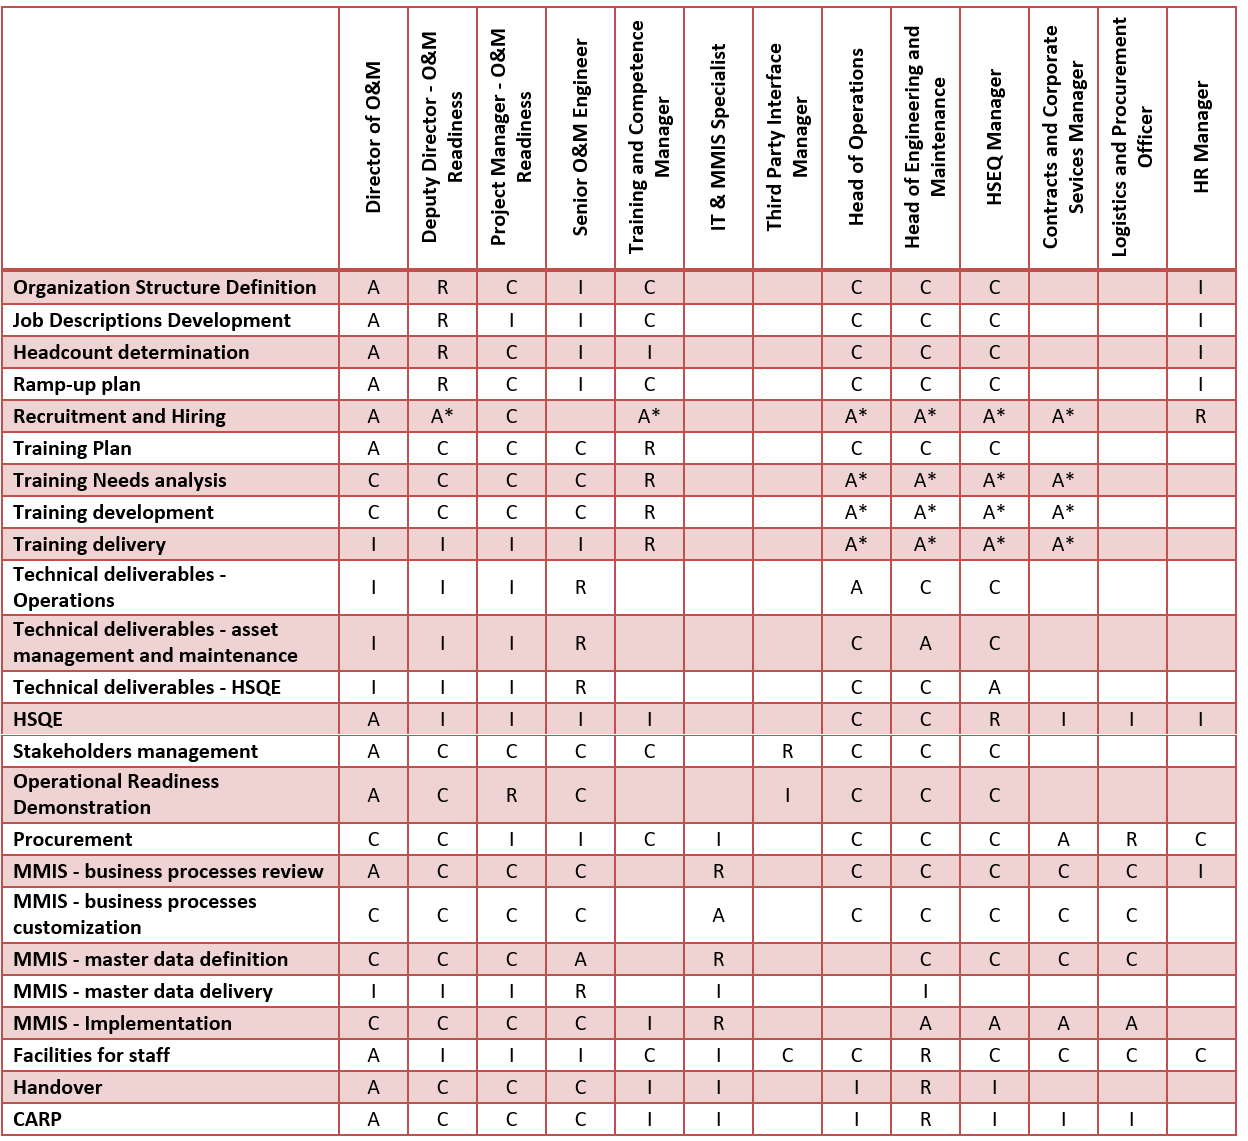 Director of O&M
Deputy Director - O&M
Readiness
Project Manager - O&M
Readiness
Senior O&M Engineer
Training and Competence
Manager
IT & MMIS Specialist
Third Party Interface
Manager
Head of Operations
Head of Engineering and
Maintenance
HSEQ Manager
Contracts and Corporate
Sevices Manager
Logistics and Procurement
Officer
HR Manager
Organization Structure Definition A R C I C C C C I
Job Descriptions Development A R I I C C C C I
Headcount determination A R C I I C C C I
Ramp-up plan A R C I C C C C I
Recruitment and Hiring A A* C A* A* A* A* A* R
Training Plan A C C C R C C C
Training Needs analysis C C C C R A* A* A* A*
Training development C C C C R A* A* A* A*
Training delivery I I I I R A* A* A* A*
Technical deliverables -
Operations I I I R A C C
Technical deliverables - asset
management and maintenance I I I R C A C
Technical deliverables - HSQE I I I R C C A
HSQE A I I I I C C R I I I
Stakeholders management A C C C C R C C C
Operational Readiness
Demonstration A C R C I C C C
Procurement C C I I C I C C C A R C
MMIS - business processes review A C C C R C C C C C I
MMIS - business processes
customization C C C C A C C C C C
MMIS - master data definition C C C A R C C C C
MMIS - master data delivery I I I R I I
MMIS - Implementation C C C C I R A A A A
Facilities for staff A I I I C I C C R C C C C
Handover A C C C I I I R I
CARP A C C C I I I R I I I